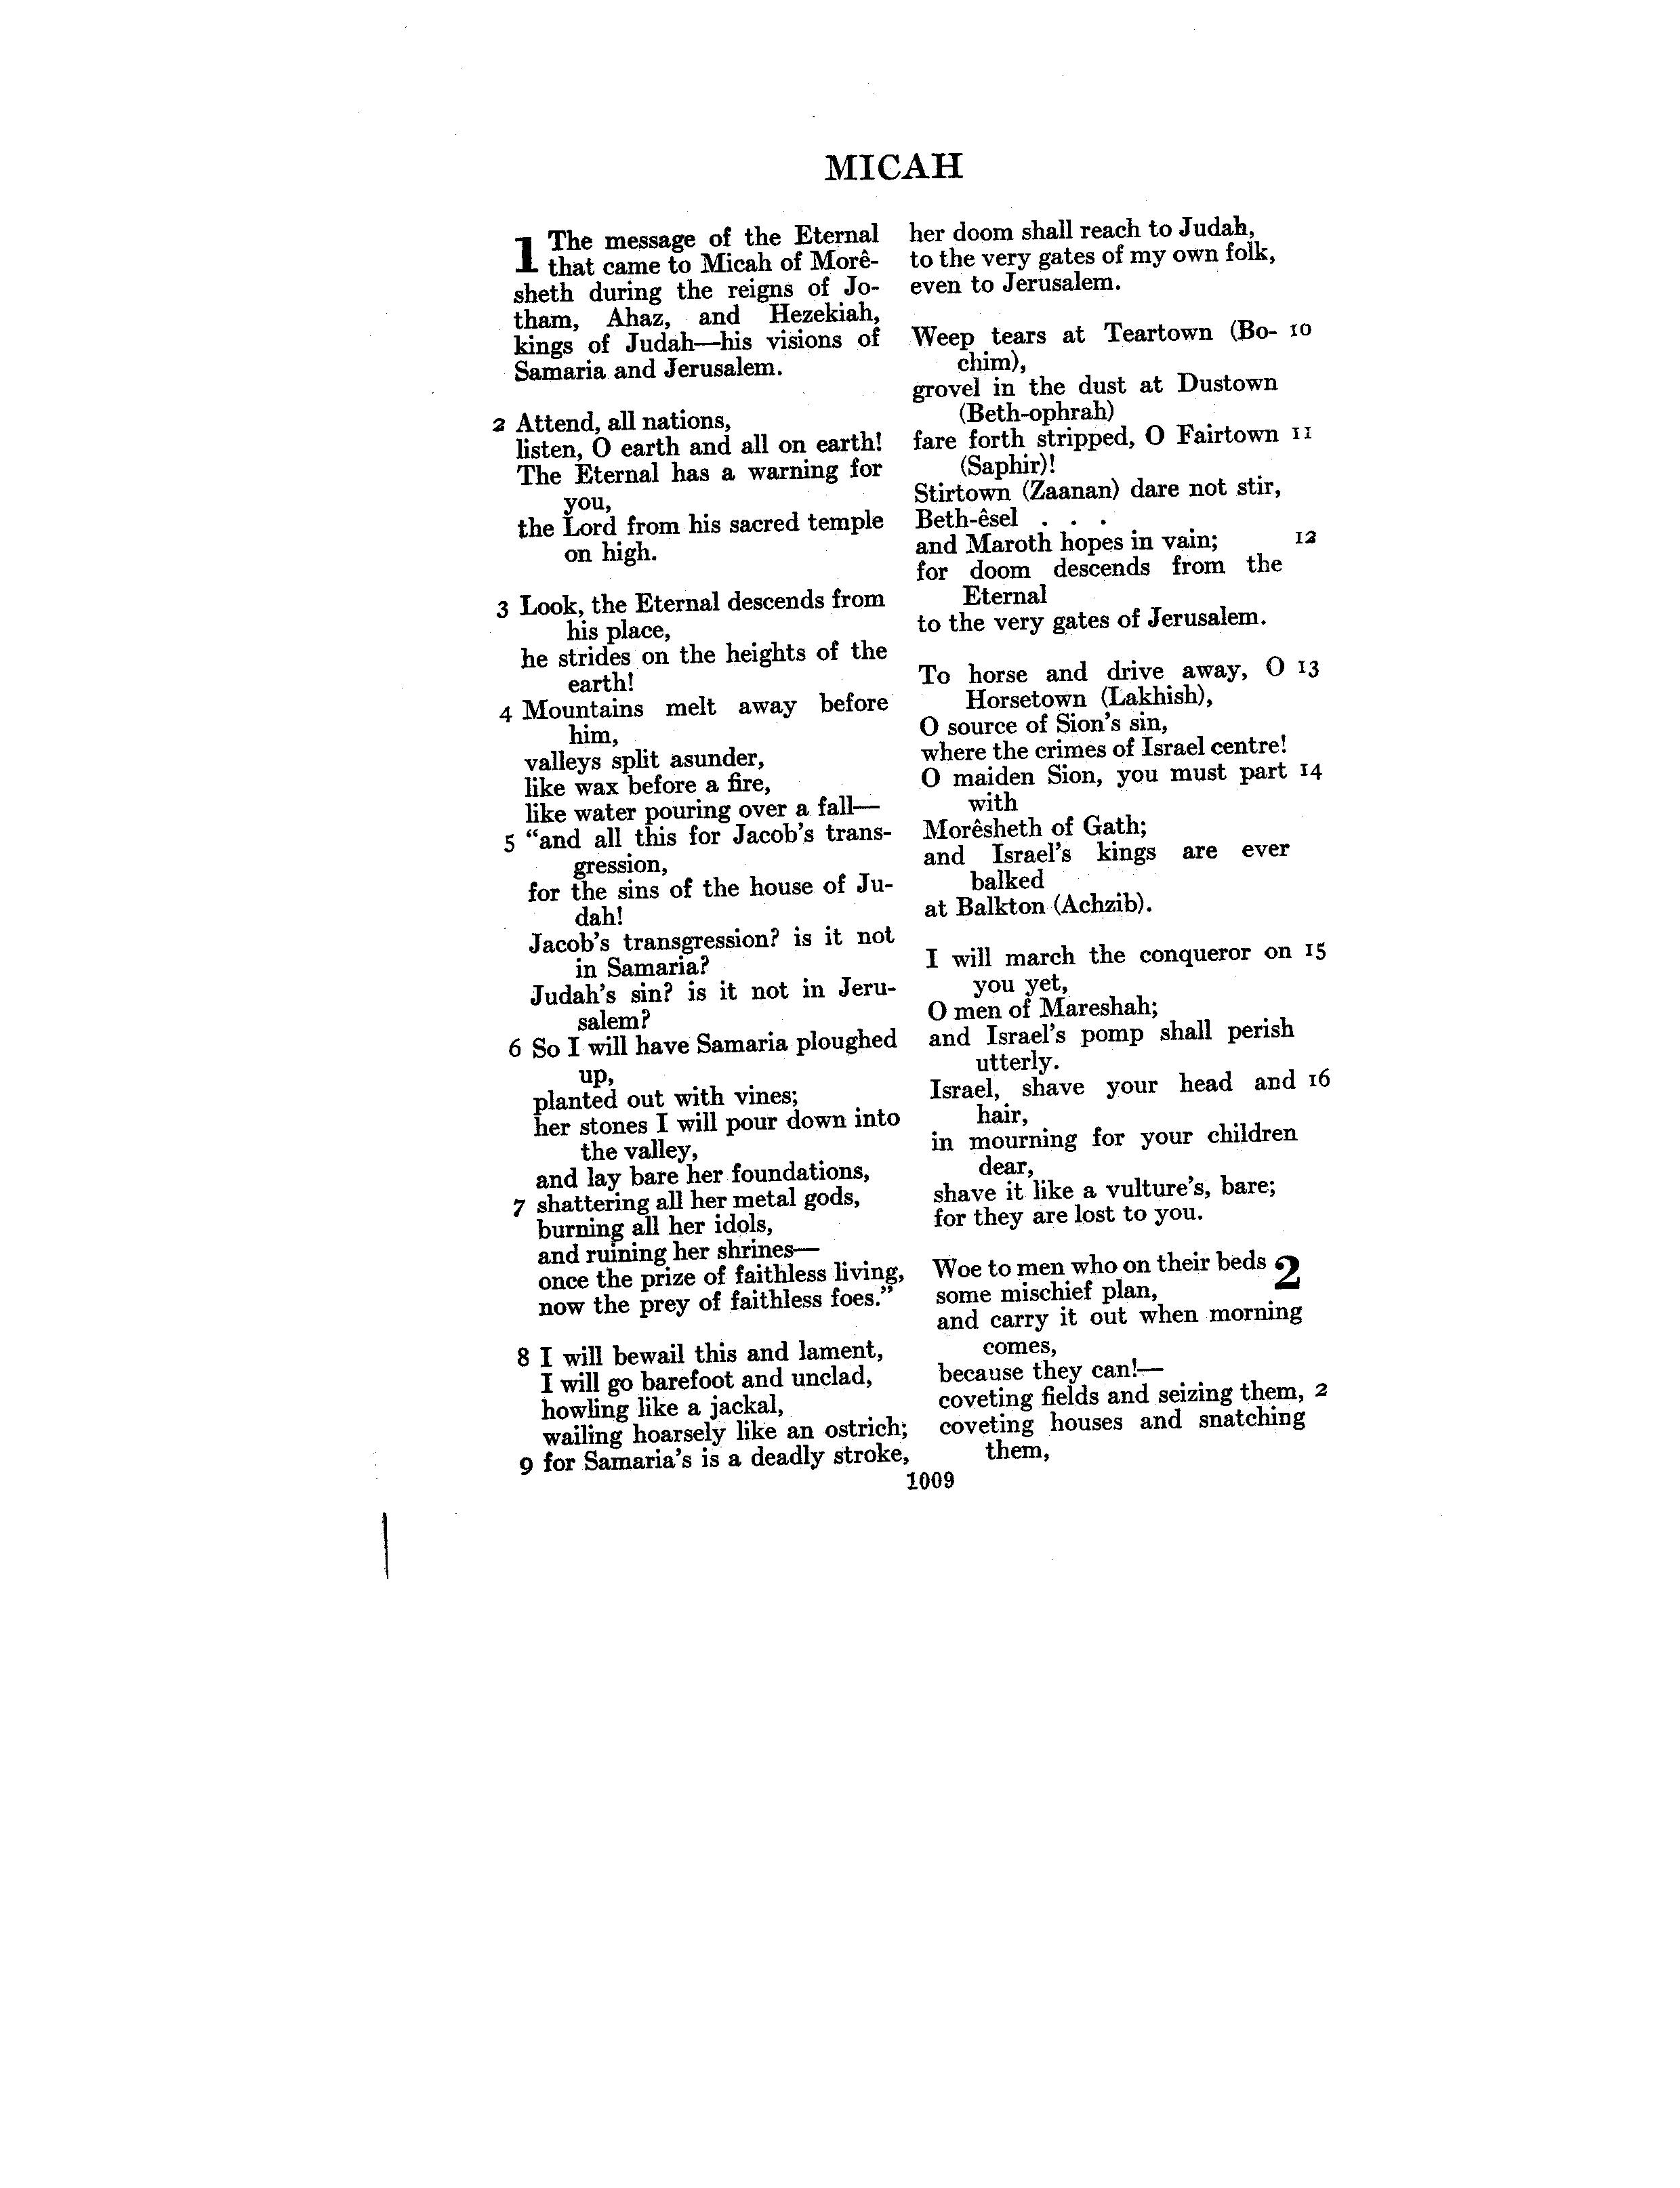 MICAH
1 The message of the Eternal
that came to Micah of Morê-
sheth during the reigns of Jo-
tham, Ahaz, and Hezekiah,
kings of Judah—his visions of
Samaria and Jerusalem.
2 Attend, all nations,
listen, O earth and all on earth!
The Eternal has a warning for
you,
the Lord from his sacred temple
on high.
3 Look, the Eternal descends from
his place,
he strides on the heights of the
earth!
4 Mountains melt away before
him,
valleys split asunder,
like wax before a fire,
like water pouring over a fall—
5 “and all this for Jacob’s trans-
gression,
for the sins of the house of Ju-
dah!
Jacob’s transgression? is it not
in Samaria?
Judah’s sin? is it not in Jeru-
salem?
6 So I will have Samaria ploughed
up,
planted out with vines;
her stones I will pour down into
the valley,
and lay bare her foundations,
7 shattering all her metal gods,
burning all her idols,
and ruining her shrines—
once the prize of faithless living,
now the prey of faithless foes.”
8 I will bewail this and lament,
I will go barefoot and unclad,
howling like a jackal,
wailing hoarsely like an ostrich;
9 for Samaria’s is a deadly stroke,
her doom shall reach to Judah,
to the very gates of my own folk,
even to Jerusalem.
Weep tears at Teartown (Bo- 10
chim),
grovel in the dust at Dustown
(Beth-ophrah)
fare forth stripped, O Fairtown 11
(Saphir)!
Stirtown (Zaanan) dare not stir,
Beth-êsel . . .
and Maroth hopes in vain; 12
for doom descends from the
Eternal
to the very gates of Jerusalem.
To horse and drive away, O 13
Horsetown (Lakhish),
O source of Sion’s sin,
where the crimes of Israel centre!
O maiden Sion, you must part 14
with
Morêsheth of Gath;
and Israel’s kings are ever
balked
at Balkton (Achzib).
I will march the conqueror on 15
you yet,
O men of Mareshah;
and Israel’s pomp shall perish
utterly.
Israel, shave your head and 16
hair,
in mourning for your children
dear,
shave it like a vulture’s, bare;
for they are lost to you.
Woe to men who on their beds 2
some mischief plan,
and carry it out when morning
comes,
because they can!—
coveting fields and seizing them, 2
coveting houses and snatching
them,
1009